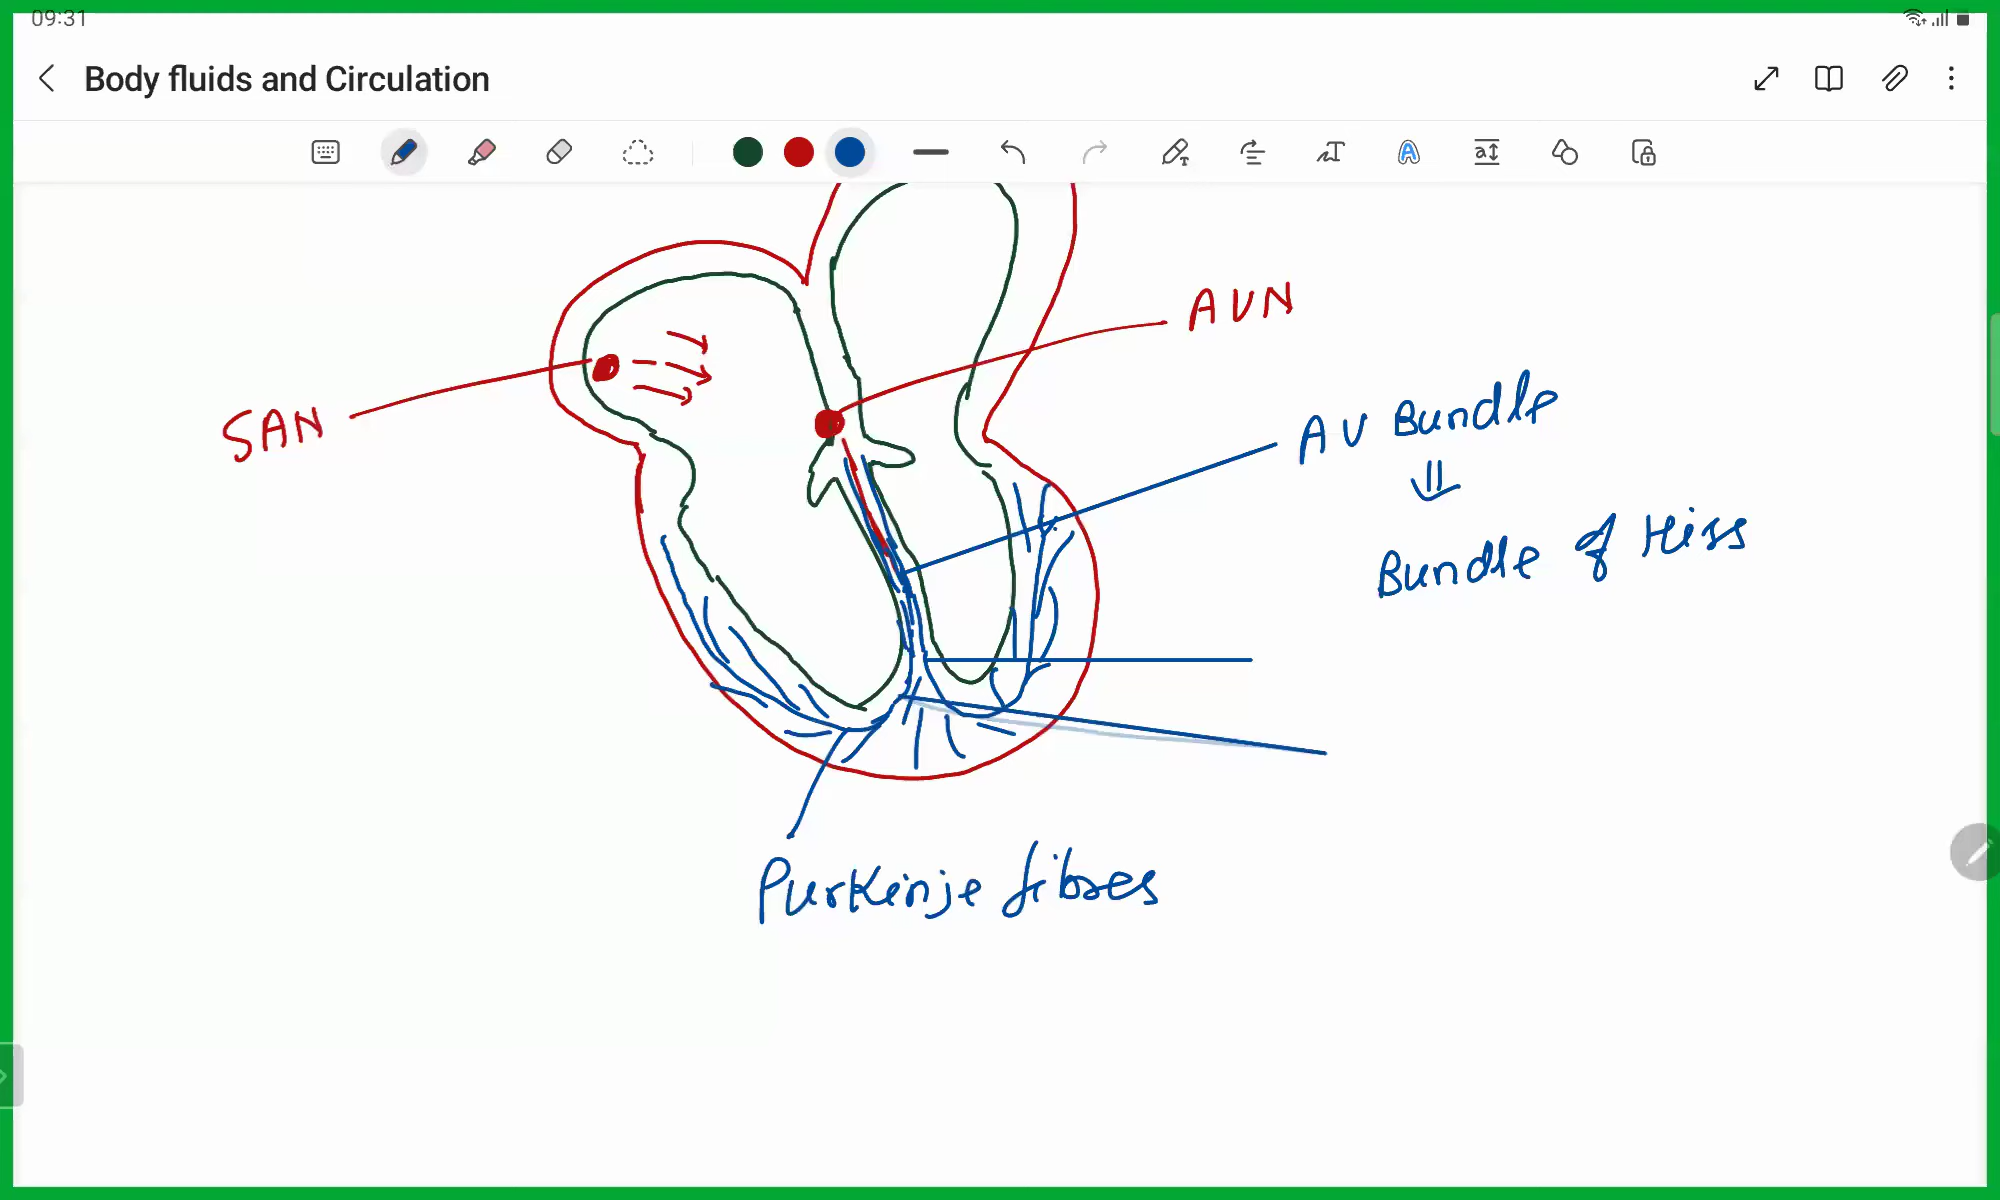 09:31
Body fluids and Circulation
AVN
SAN
AV Bundle
Bundle of Hiss
Purkinje fibres